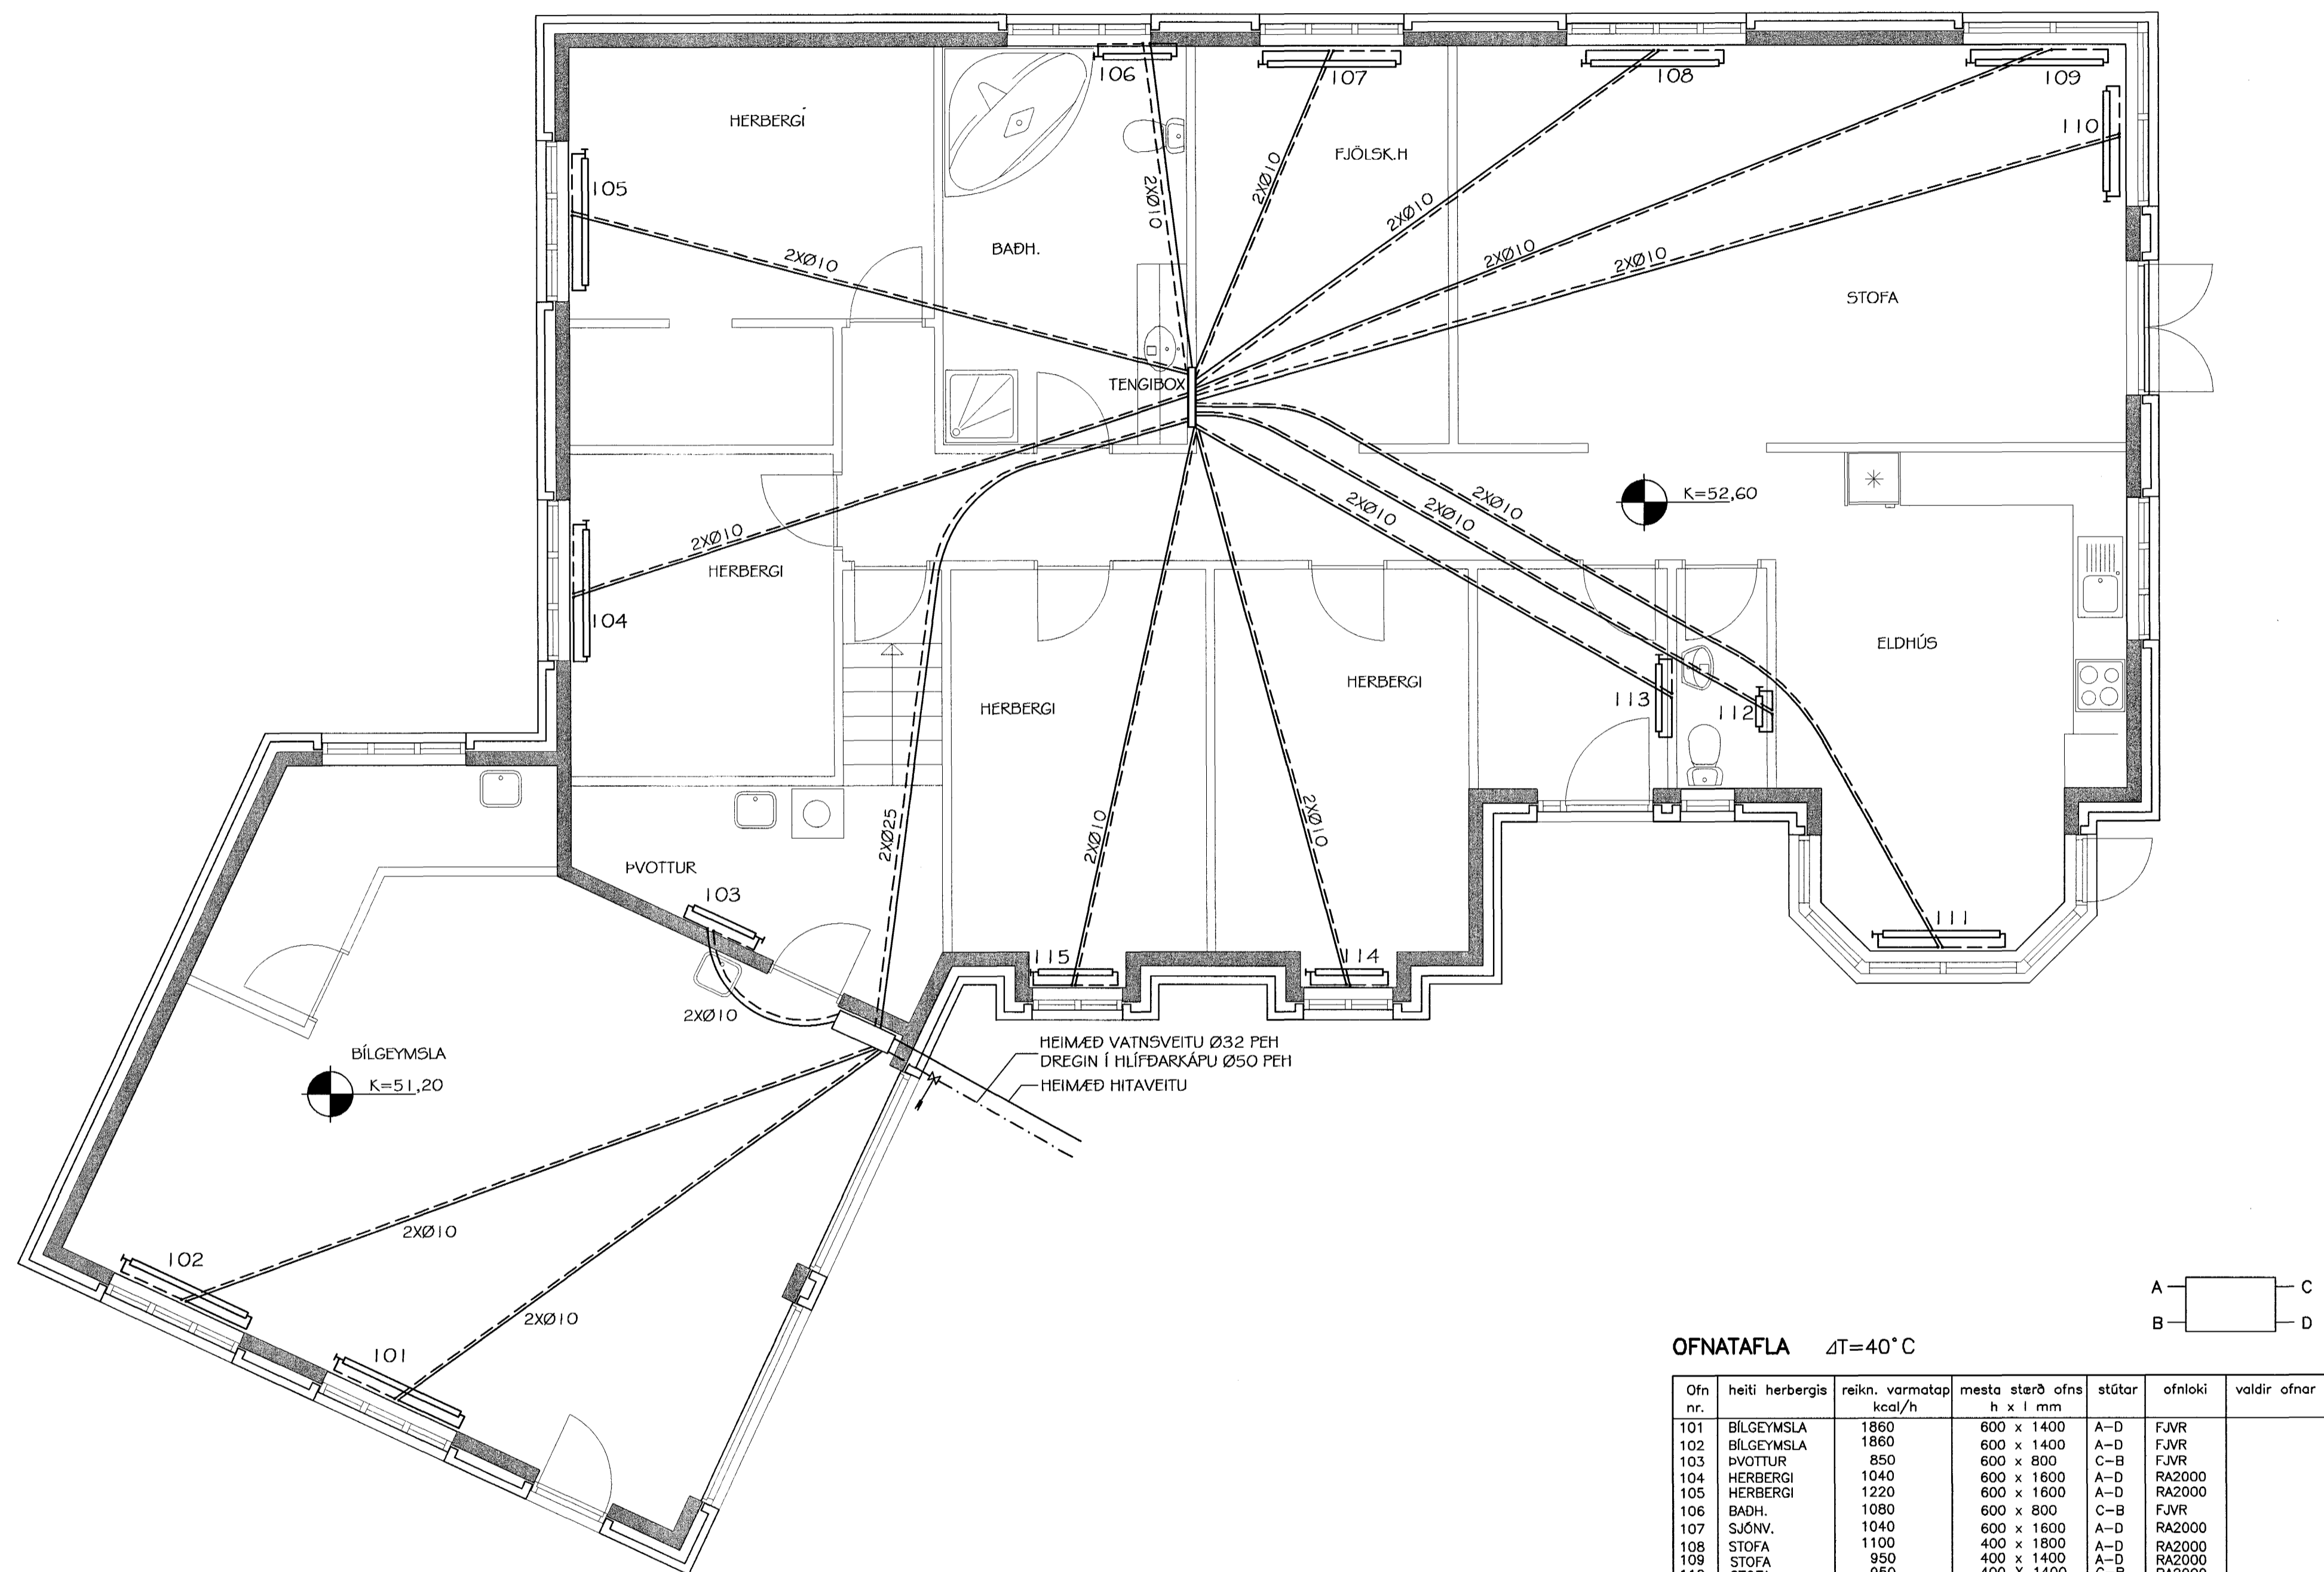 106
107
108
109
HERBERGI
FJÖLSK.H
110
105
2XØ10
2XØ10
2XØ10
BAÐH.
2XØ10
2XØ10
2XØ10
2XØ10
STOFA
TENGIBOX
K=52,60
2XØ10
2XØ10
2XØ10
2XØ10
HERBERGI
104
ELDHÚS
HERBERGI
HERBERGI
113
112
2XØ25
2XØ10
2XØ10
ÞVOTTUR
103
111
115
114
2XØ10
HEIMÆÐ VATNSVEITU Ø32 PEH
DREGIN Í HLÍFÐARKÁPU Ø50 PEH
HEIMÆÐ HITAVEITU
BÍLGEYMSLA
K=51,20
2XØ10
102
2XØ10
101
A C
B D
OFNATAFLA ΔT=40°C
Ofn nr. heiti herbergis reikn. varmatap kcal/h mesta stærð ofns h x l mm stútar ofnloki valdir ofnar
101 BÍLGEYMSLA 1860 600 x 1400 A-D FJVR
102 BÍLGEYMSLA 1860 600 x 1400 A-D FJVR
103 ÞVOTTUR 850 600 x 800 C-B FJVR
104 HERBERGI 1040 600 x 1600 A-D RA2000
105 HERBERGI 1220 600 x 1600 A-D RA2000
106 BAÐH. 1080 600 x 800 C-B FJVR
107 SJÓNV. 1040 600 x 1600 A-D RA2000
108 STOFA 1100 400 x 1800 A-D RA2000
109 STOFA 950 400 x 1400 A-D RA2000